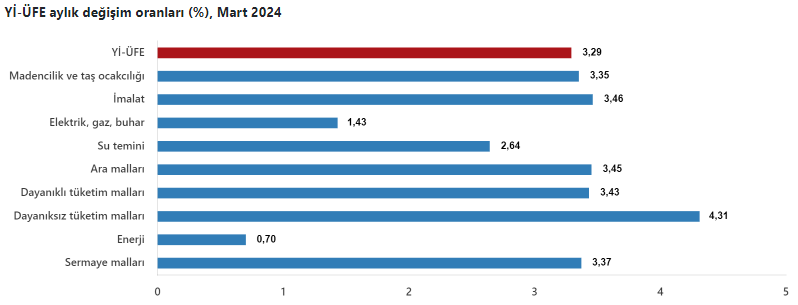 Yİ-ÜFE aylık değişim oranları (%), Mart 2024
Yİ-ÜFE 3,29
Madencilik ve taş ocakcılığı 3,35
İmalat 3,46
Elektrik, gaz, buhar 1,43
Su temini 2,64
Ara malları 3,45
Dayanıklı tüketim malları 3,43
Dayanıksız tüketim malları 4,31
Enerji 0,70
Sermaye malları 3,37
0 1 2 3 4 5